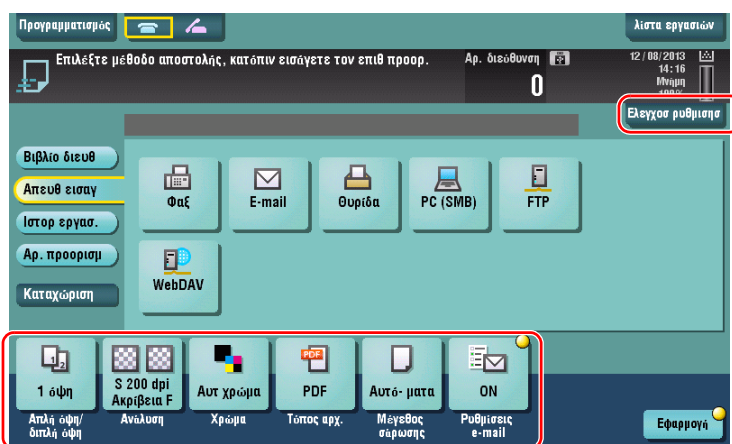 Προγραμματισμός
λίστα εργασιών
Επιλέξτε μέθοδο αποστολής, κατόπιν εισάγετε τον επιθ προορ.
Αρ. διεύθυνση
0
12/08/2013
14:16
Μνήμη
100%
Ελεγχοσ ρυθμισησ
Βιβλίο διευθ
Απευθ εισαγ
Ιστορ εργασ.
Αρ. προορισμ
Καταχώριση
Φαξ
E-mail
Θυρίδα
PC (SMB)
FTP
WebDAV
1 όψη
S 200 dpi
Ακρίβεια F
Αυτ χρώμα
PDF
PDF
Αυτό- ματα
ON
Απλή όψη/
διπλή όψη
Ανάλυση
Χρώμα
Τύπος αρχ.
Μέγεθος
σάρωσης
Ρυθμίσεις
e-mail
Εφαρμογή